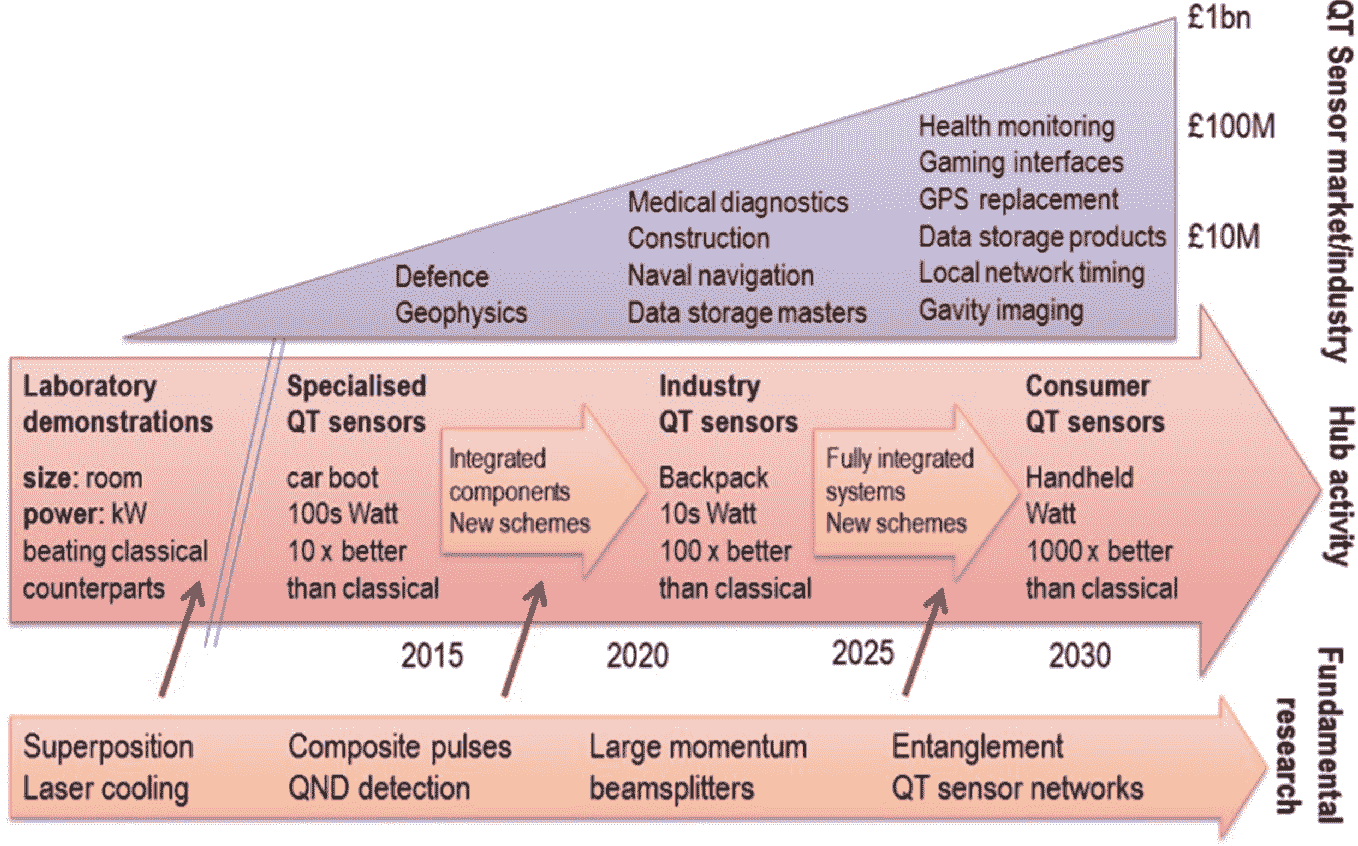 £1bn
£100M
£10M
QT Sensor market/industry
Health monitoring
Gaming interfaces
GPS replacement
Data storage products
Local network timing
Gavity imaging
Medical diagnostics
Construction
Naval navigation
Data storage masters
Defence
Geophysics
Laboratory
demonstrations
size: room
power: kW
beating classical
counterparts
Specialised
QT sensors
car boot
100s Watt
10 x better
than classical
Integrated
components
New schemes
Industry
QT sensors
Backpack
10s Watt
100 x better
than classical
Fully integrated
systems
New schemes
Consumer
QT sensors
Handheld
Watt
1000 x better
than classical
Hub activity
2015
2020
2025
2030
Superposition
Laser cooling
Composite pulses
QND detection
Large momentum
beamsplitters
Entanglement
QT sensor networks
Fundamental
research